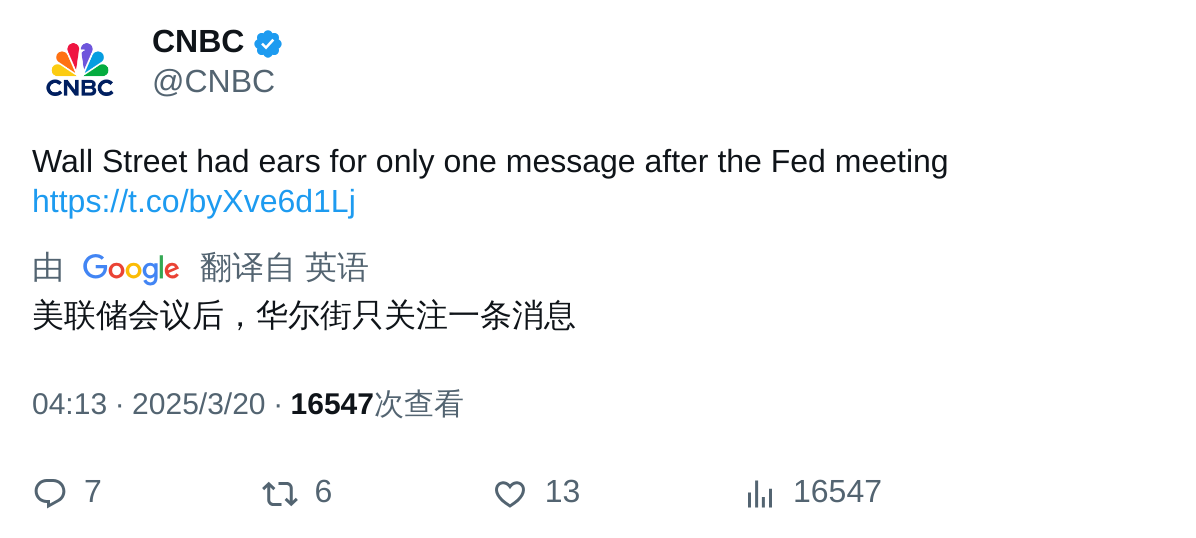 CNBC
@CNBC
CNBC
Wall Street had ears for only one message after the Fed meeting
https://t.co/byXve6d1Lj
由 Google 翻译自 英语
美联储会议后，华尔街只关注一条消息
04:13 · 2025/3/20 · 16547次查看
7 6 13 16547